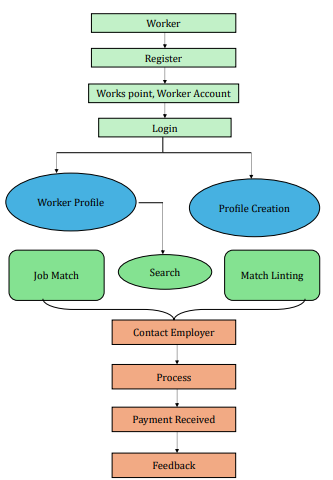 Worker
Register
Works point, Worker Account
Login
Worker Profile
Profile Creation
Job Match
Search
Match Linting
Contact Employer
Process
Payment Received
Feedback